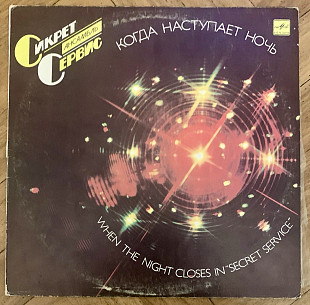 СИКРЕТ
АНСАМБЛЬ
СЕРВИС
КОГДА НАСТУПАЕТ НОЧЬ
WHEN THE NIGHT CLOSES IN "SECRET SERVICE"